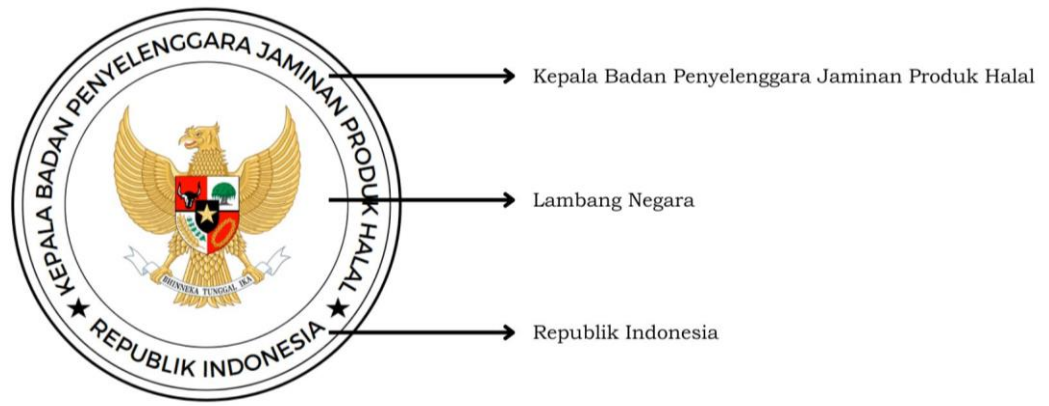 KEPALA BADAN PENYELENGGARA JAMINAN PRODUK HALAL
★ REPUBLIK INDONESIA ★
BHINNEKA TUNGGAL IKA
Kepala Badan Penyelenggara Jaminan Produk Halal
Lambang Negara
Republik Indonesia